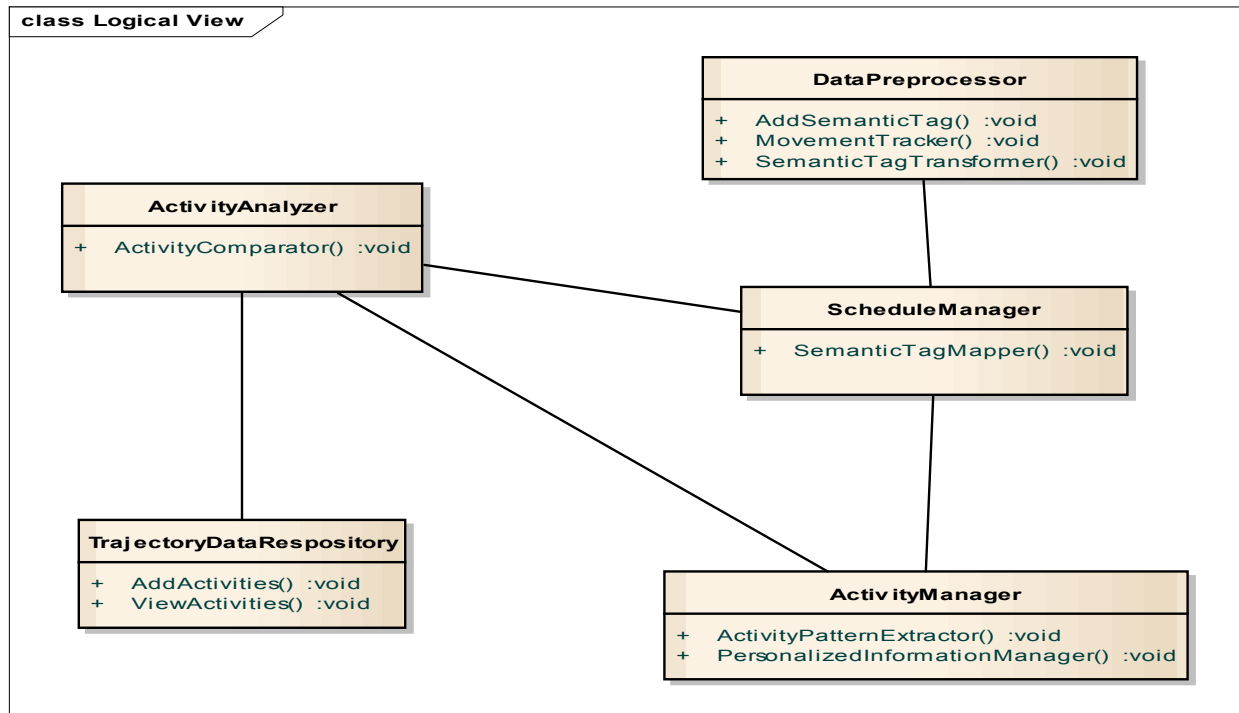 class Logical View
DataPreprocessor
+ AddSemanticTag() :void
+ MovementTracker() :void
+ SemanticTagTransformer() :void
ActivityAnalyzer
+ ActivityComparator() :void
ScheduleManager
+ SemanticTagMapper() :void
TrajectoryDataRespository
+ AddActivities() :void
+ ViewActivities() :void
ActivityManager
+ ActivityPatternExtractor() :void
+ PersonalizedInformationManager() :void